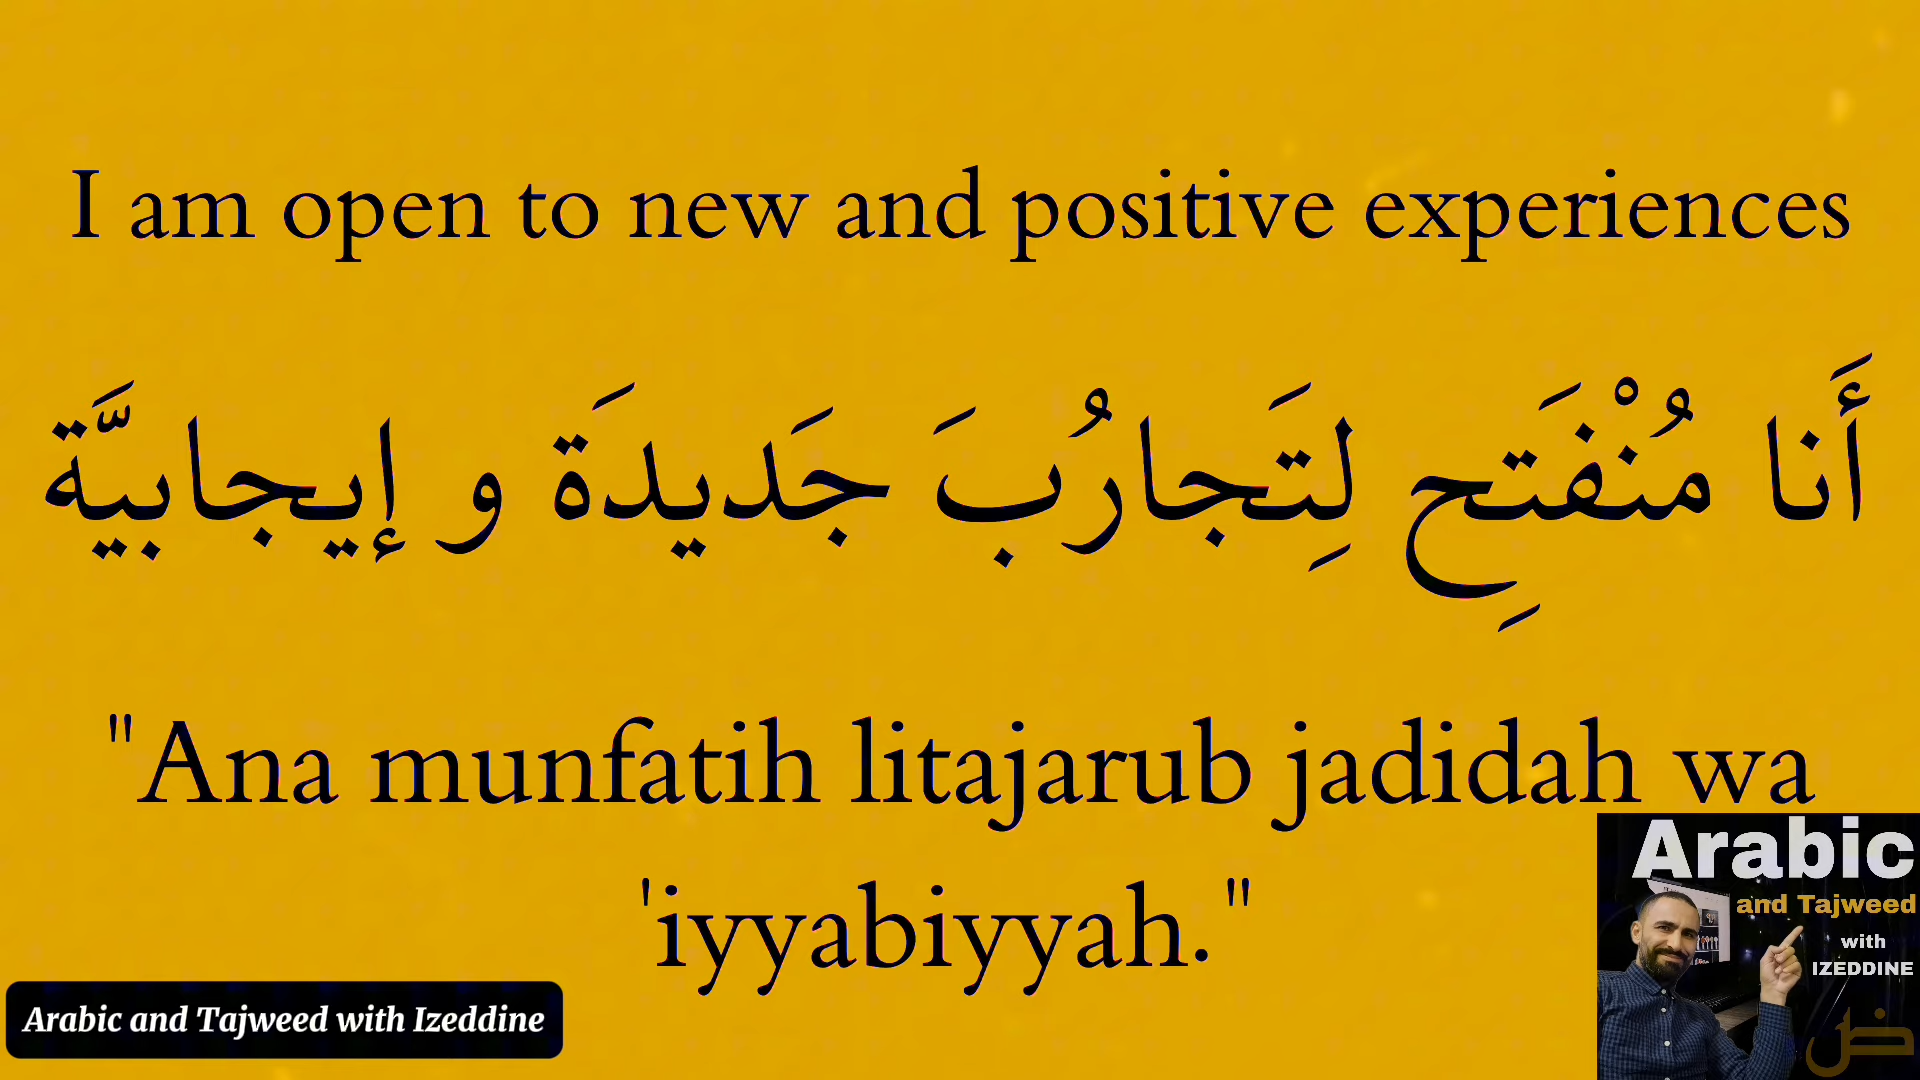 I am open to new and positive experiences
أَنا مُنْفَتِح لِتَجارُبَ جَديدَة و إيجابيَّة
"Ana munfatih litajarub jadidah wa
'iyyabiyyah."
Arabic
and Tajweed
with
IZEDDINE
ض
Arabic and Tajweed with Izeddine